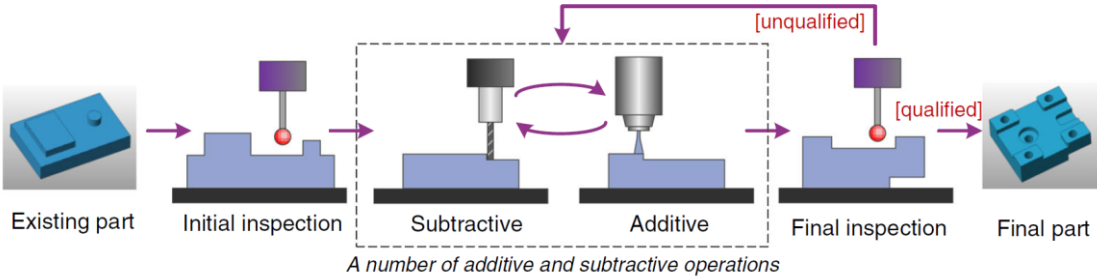 [unqualified]
[qualified]
Existing part
Initial inspection
Subtractive
Additive
Final inspection
Final part
A number of additive and subtractive operations